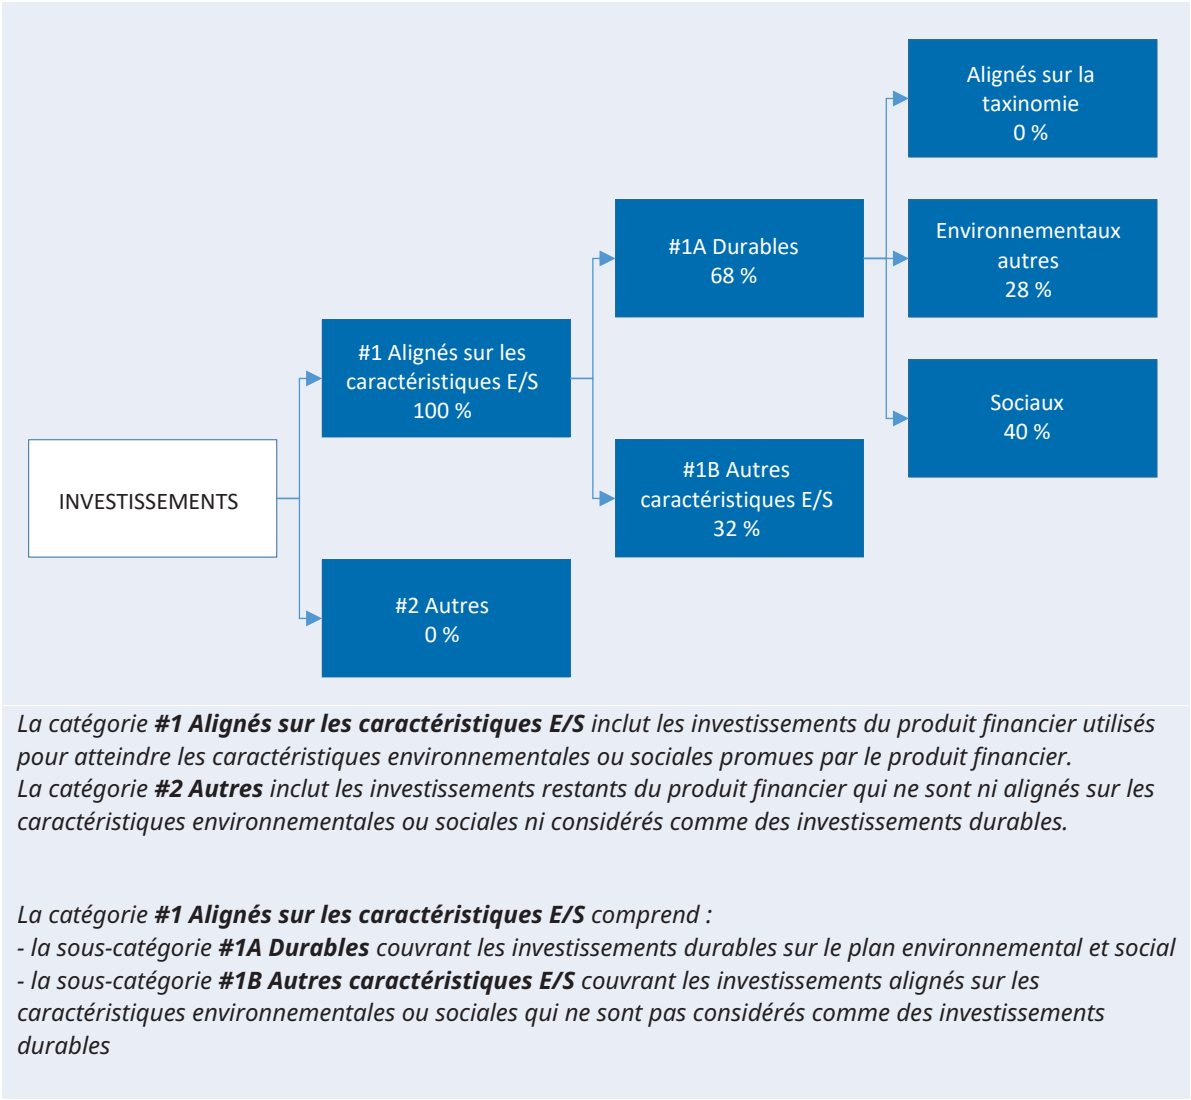 Alignés sur la
taxinomie
0 %
#1A Durables
68 %
Environnementaux
autres
28 %
#1 Alignés sur les
caractéristiques E/S
100 %
Sociaux
40 %
INVESTISSEMENTS
#1B Autres
caractéristiques E/S
32 %
#2 Autres
0 %
La catégorie #1 Alignés sur les caractéristiques E/S inclut les investissements du produit financier utilisés
pour atteindre les caractéristiques environnementales ou sociales promues par le produit financier.
La catégorie #2 Autres inclut les investissements restants du produit financier qui ne sont ni alignés sur les
caractéristiques environnementales ou sociales ni considérés comme des investissements durables.
La catégorie #1 Alignés sur les caractéristiques E/S comprend :
- la sous-catégorie #1A Durables couvrant les investissements durables sur le plan environnemental et social
- la sous-catégorie #1B Autres caractéristiques E/S couvrant les investissements alignés sur les
caractéristiques environnementales ou sociales qui ne sont pas considérés comme des investissements
durables